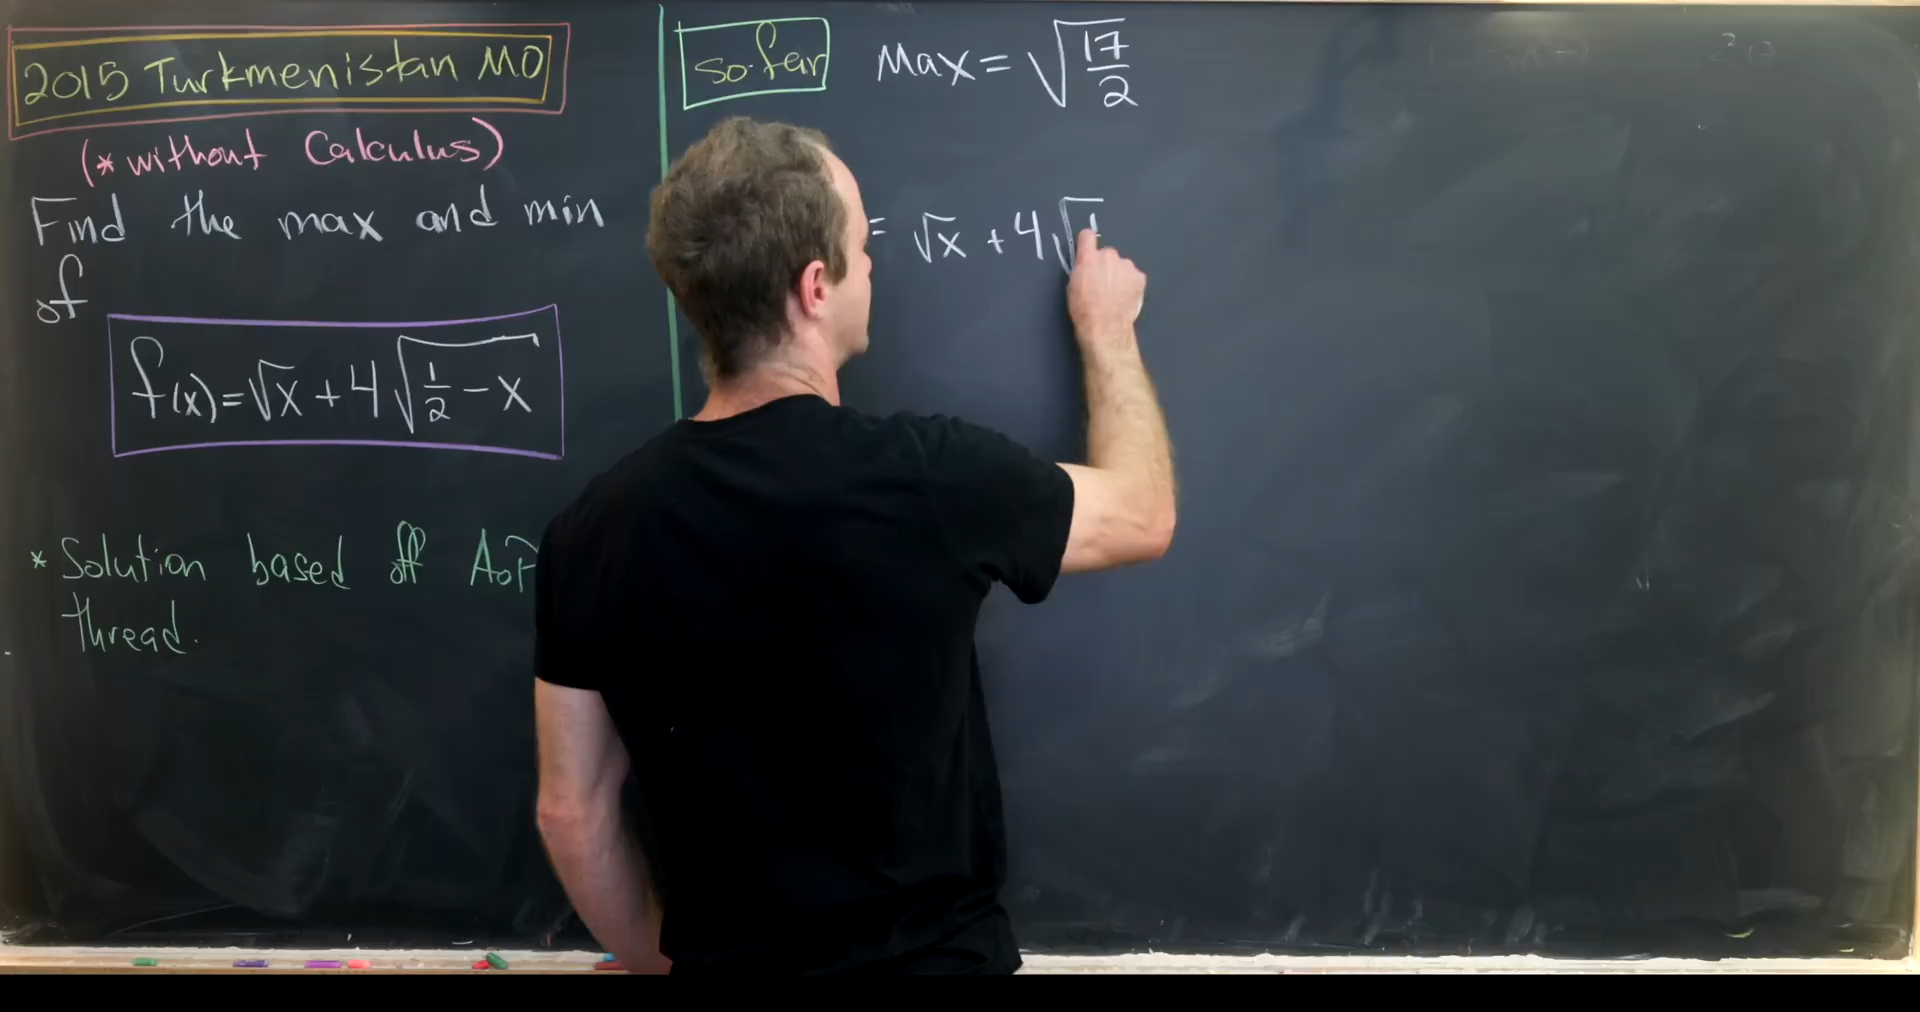 2015 Turkmenistan MO
(* without Calculus)
Find the max and min
of
f(x)=√x+4√(1/2-x)
* Solution based off
thread.
so far
Max=√(17/2)
= √x + 4√